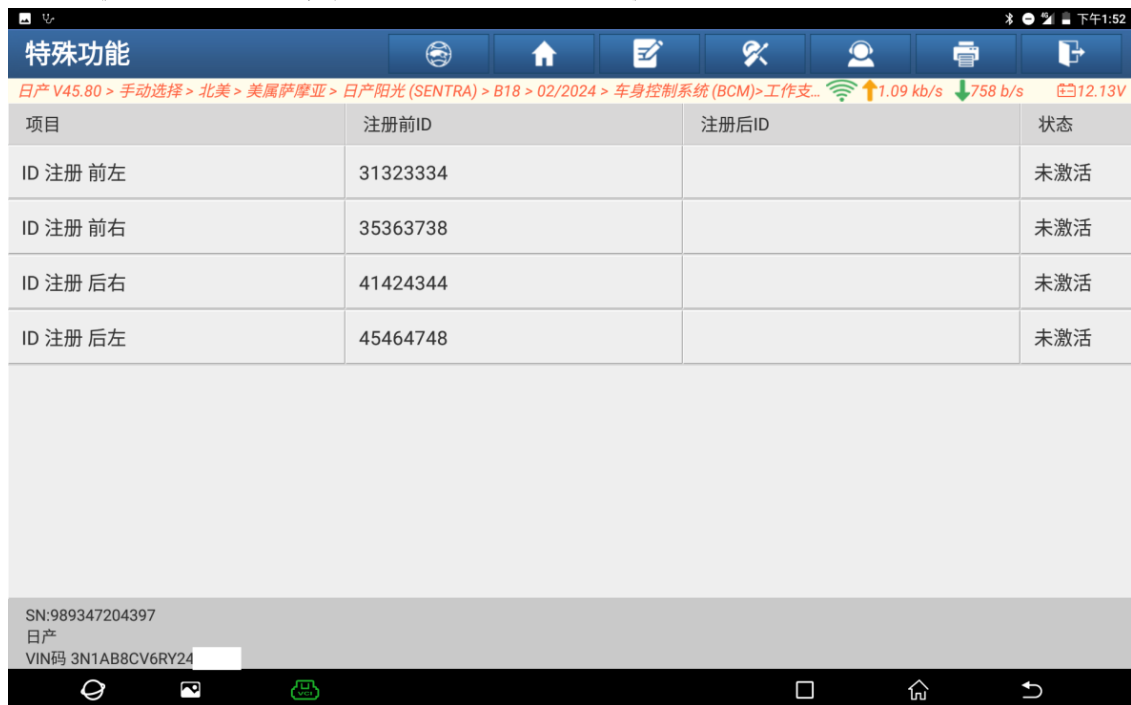 下午1:52
特殊功能
日产 V45.80 > 手动选择 > 北美 > 美属萨摩亚 > 日产阳光 (SENTRA) > B18 > 02/2024 > 车身控制系统 (BCM)>工作支... 1.09 kb/s 758 b/s 12.13V
项目 注册前ID 注册后ID 状态
ID 注册 前左 31323334 未激活
ID 注册 前右 35363738 未激活
ID 注册 后右 41424344 未激活
ID 注册 后左 45464748 未激活
SN:989347204397
日产
VIN码 3N1AB8CV6RY24
VCI